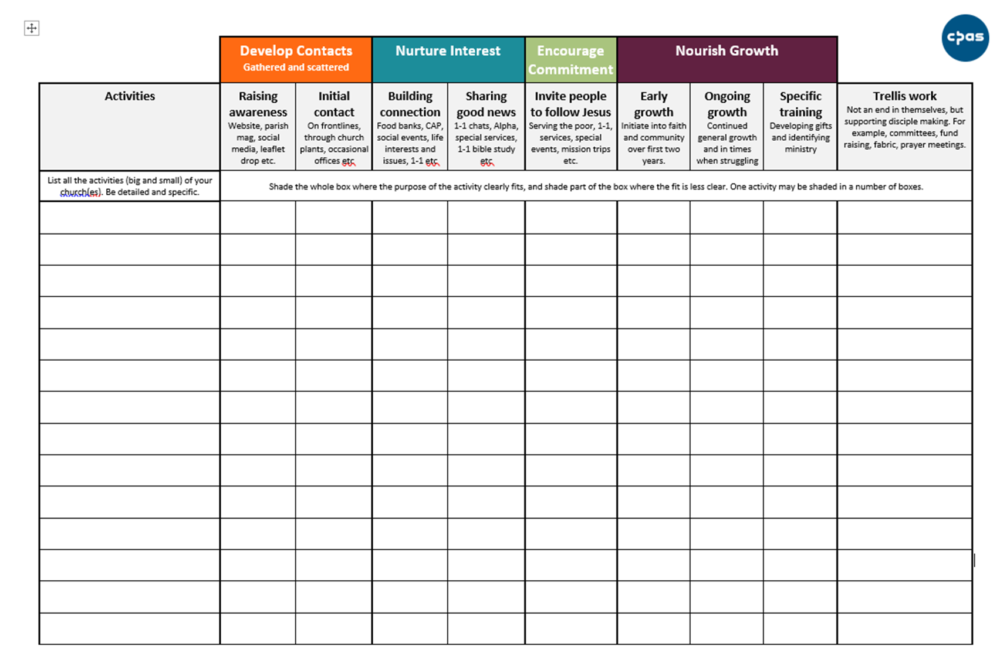 cpas
Develop Contacts
Gathered and scattered
Nurture Interest
Encourage
Commitment
Nourish Growth
Activities
Raising
awareness
Website, parish
mag, social
media, leaflet
drop etc.
Initial
contact
On frontlines,
through church
plants, occasional
offices etc
Building
connection
Food banks, CAP,
social events, life
interests and
issues, 1-1 etc
Sharing
good news
1-1 chats, Alpha,
special services,
1-1 bible study
etc
Invite people
to follow Jesus
Serving the poor, 1-1,
services, special
events, mission trips
etc.
Early
growth
Initiate into faith
and community
over first two
years.
Ongoing
growth
Continued
general growth
and in times
when struggling
Specific
training
Developing gifts
and identifying
ministry
Trellis work
Not an end in themselves, but
supporting disciple making. For
example, committees, fund
raising, fabric, prayer meetings.
List all the activities (big and small) of your
church(es). Be detailed and specific.
Shade the whole box where the purpose of the activity clearly fits, and shade part of the box where the fit is less clear. One activity may be shaded in a number of boxes.